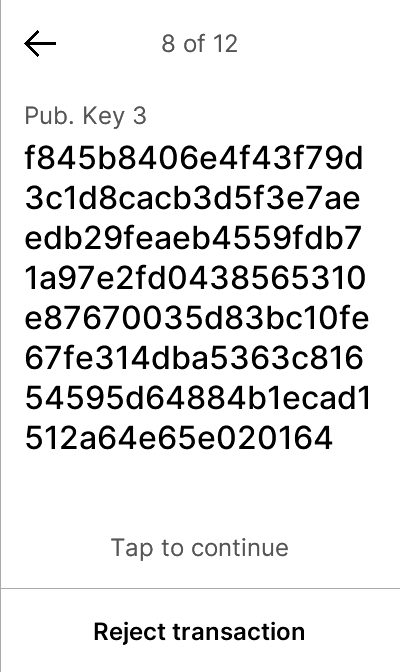 8 of 12
Pub. Key 3
f845b8406e4f43f79d
3c1d8cacb3d5f3e7ae
edb29feaeb4559fdb7
1a97e2fd0438565310
e87670035d83bc10fe
67fe314dba5363c816
54595d64884b1ecad1
512a64e65e020164
Tap to continue
Reject transaction